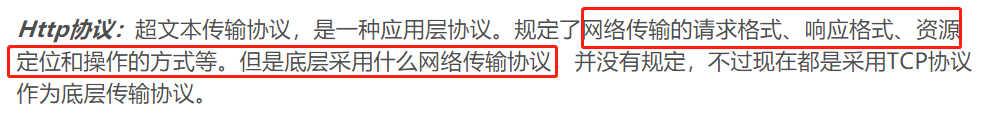 Http协议：超文本传输协议，是一种应用层协议。规定了网络传输的请求格式、响应格式、资源
定位和操作的方式等。但是底层采用什么网络传输协议，并没有规定，不过现在都是采用TCP协议
作为底层传输协议。